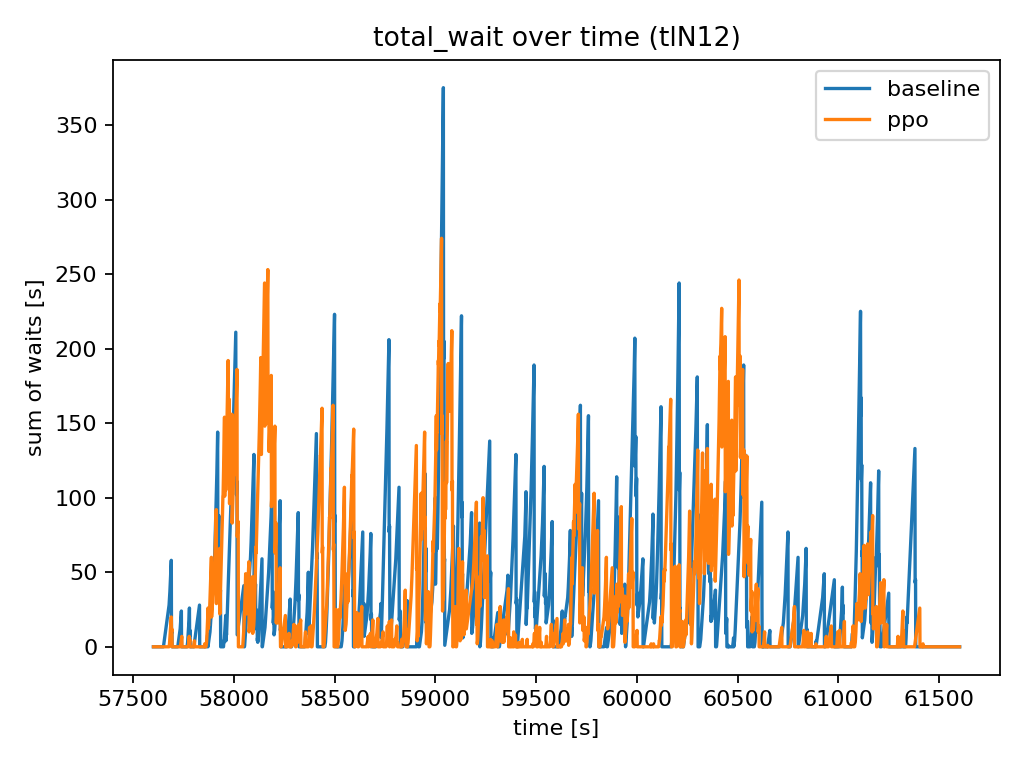 total_wait over time (tlN12)
baseline
ppo
sum of waits [s]
350
300
250
200
150
100
50
0
57500 58000 58500 59000 59500 60000 60500 61000 61500
time [s]